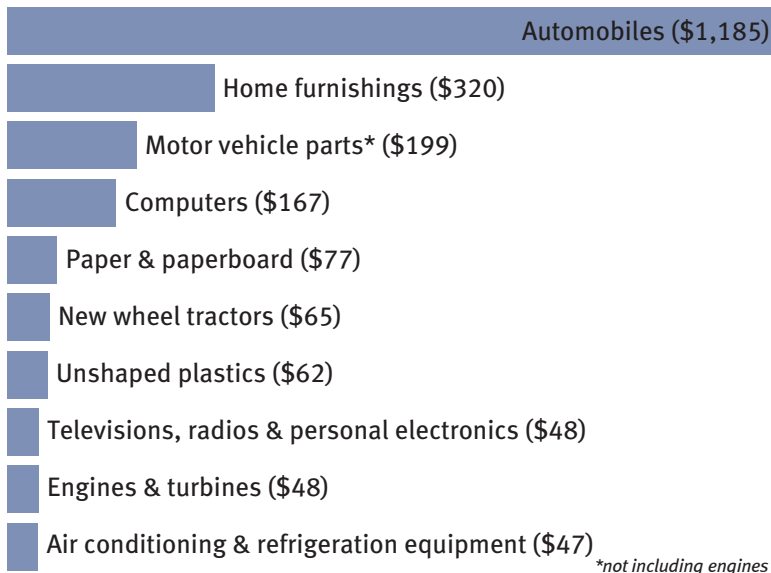 Automobiles ($1,185)
Home furnishings ($320)
Motor vehicle parts* ($199)
Computers ($167)
Paper & paperboard ($77)
New wheel tractors ($65)
Unshaped plastics ($62)
Televisions, radios & personal electronics ($48)
Engines & turbines ($48)
Air conditioning & refrigeration equipment ($47)
*not including engines